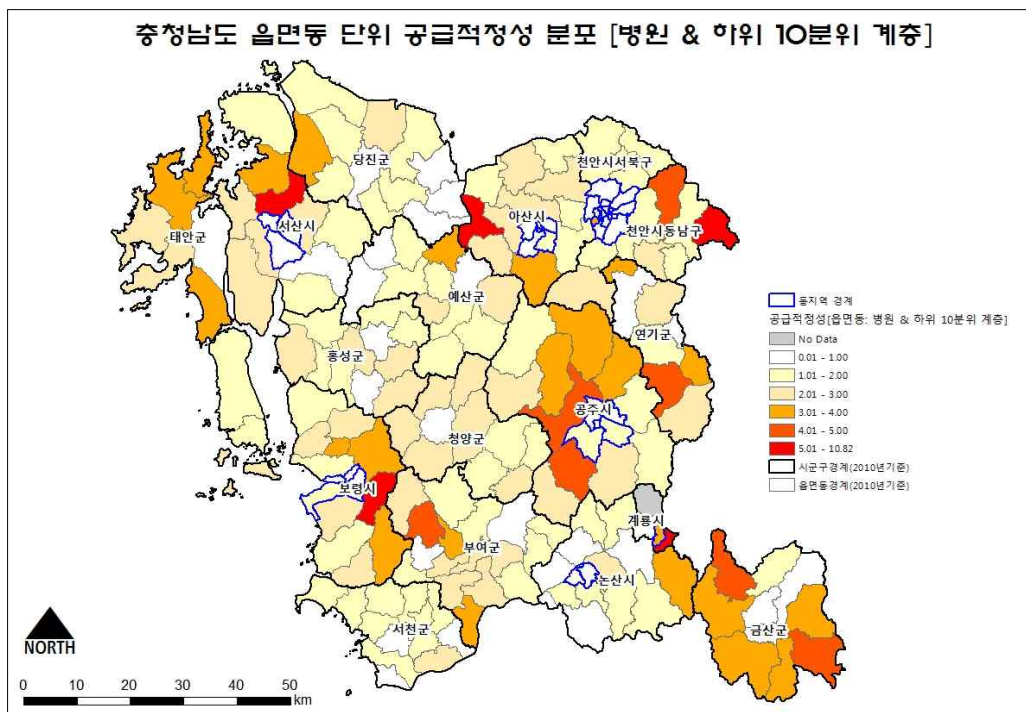 충청남도 읍면동 단위 공급적정성 분포 [병원 & 하위 10분위 계층]
당진군
천안시서북구
서산시
아산시
천안시동남구
태안군
예산군
연기군
홍성군
공주시
청양군
보령시
계룡시
부여군
논산시
서천군
금산군
동지역 경계
공급적정성[읍면동: 병원 & 하위 10분위 계층]
No Data
0.01 - 1.00
1.01 - 2.00
2.01 - 3.00
3.01 - 4.00
4.01 - 5.00
5.01 - 10.82
시군구경계(2010년기준)
읍면동경계(2010년기준)
NORTH
0 10 20 30 40 50
km